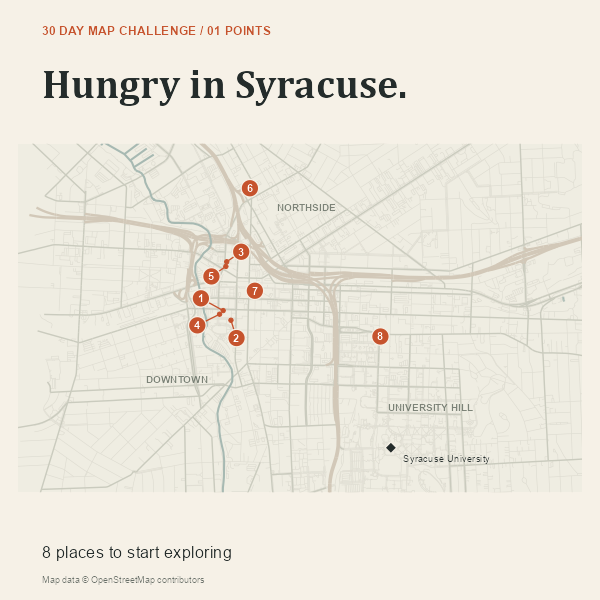 30 DAY MAP CHALLENGE / 01 POINTS
Hungry in Syracuse.
6
NORTHSIDE
3
5
7
1
4
2
8
DOWNTOWN
UNIVERSITY HILL
Syracuse University
8 places to start exploring
Map data © OpenStreetMap contributors